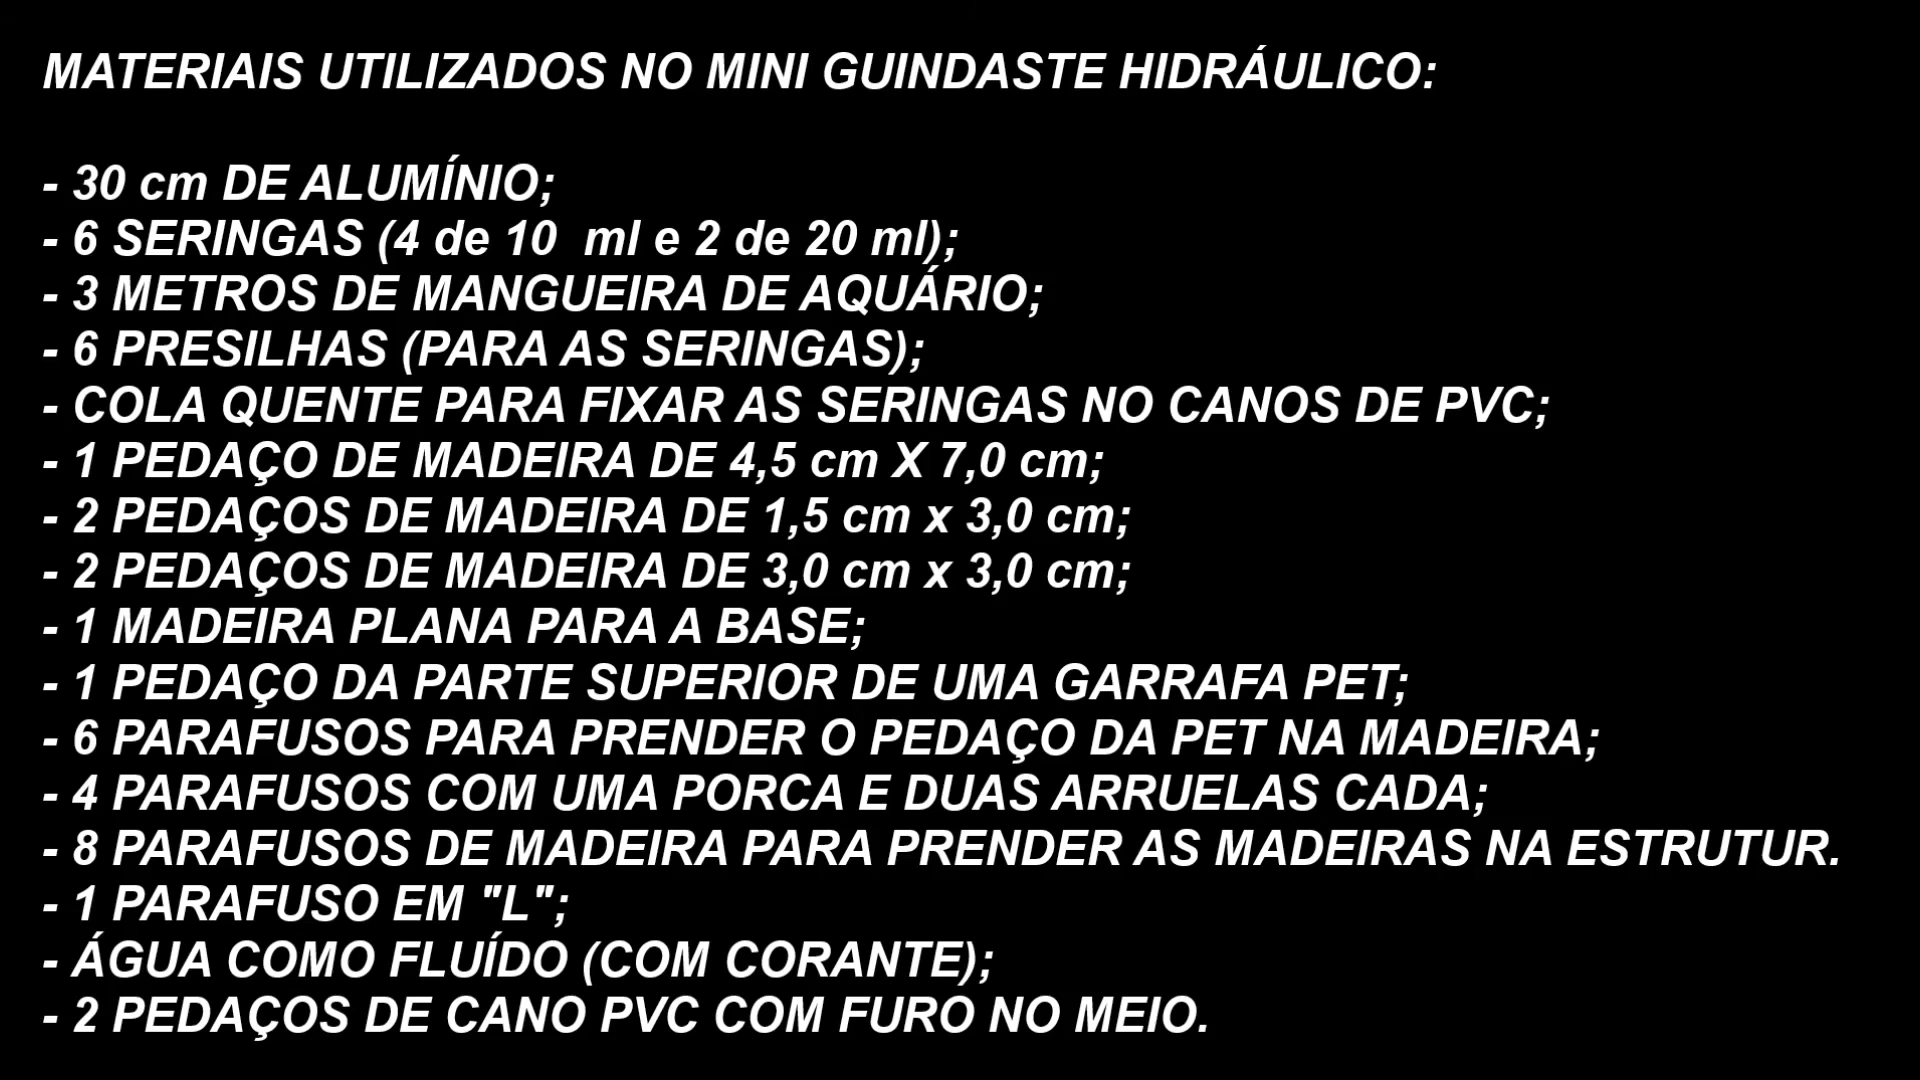 MATERIAIS UTILIZADOS NO MINI GUINDASTE HIDRÁULICO:
- 30 cm DE ALUMÍNIO;
- 6 SERINGAS (4 de 10  ml e 2 de 20 ml);
- 3 METROS DE MANGUEIRA DE AQUÁRIO;
- 6 PRESILHAS (PARA AS SERINGAS);
- COLA QUENTE PARA FIXAR AS SERINGAS NO CANOS DE PVC;
- 1 PEDAÇO DE MADEIRA DE 4,5 cm X 7,0 cm;
- 2 PEDAÇOS DE MADEIRA DE 1,5 cm x 3,0 cm;
- 2 PEDAÇOS DE MADEIRA DE 3,0 cm x 3,0 cm;
- 1 MADEIRA PLANA PARA A BASE;
- 1 PEDAÇO DA PARTE SUPERIOR DE UMA GARRAFA PET;
- 6 PARAFUSOS PARA PRENDER O PEDAÇO DA PET NA MADEIRA;
- 4 PARAFUSOS COM UMA PORCA E DUAS ARRUELAS CADA;
- 8 PARAFUSOS DE MADEIRA PARA PRENDER AS MADEIRAS NA ESTRUTUR.
- 1 PARAFUSO EM "L";
- ÁGUA COMO FLUÍDO (COM CORANTE);
- 2 PEDAÇOS DE CANO PVC COM FURO NO MEIO.